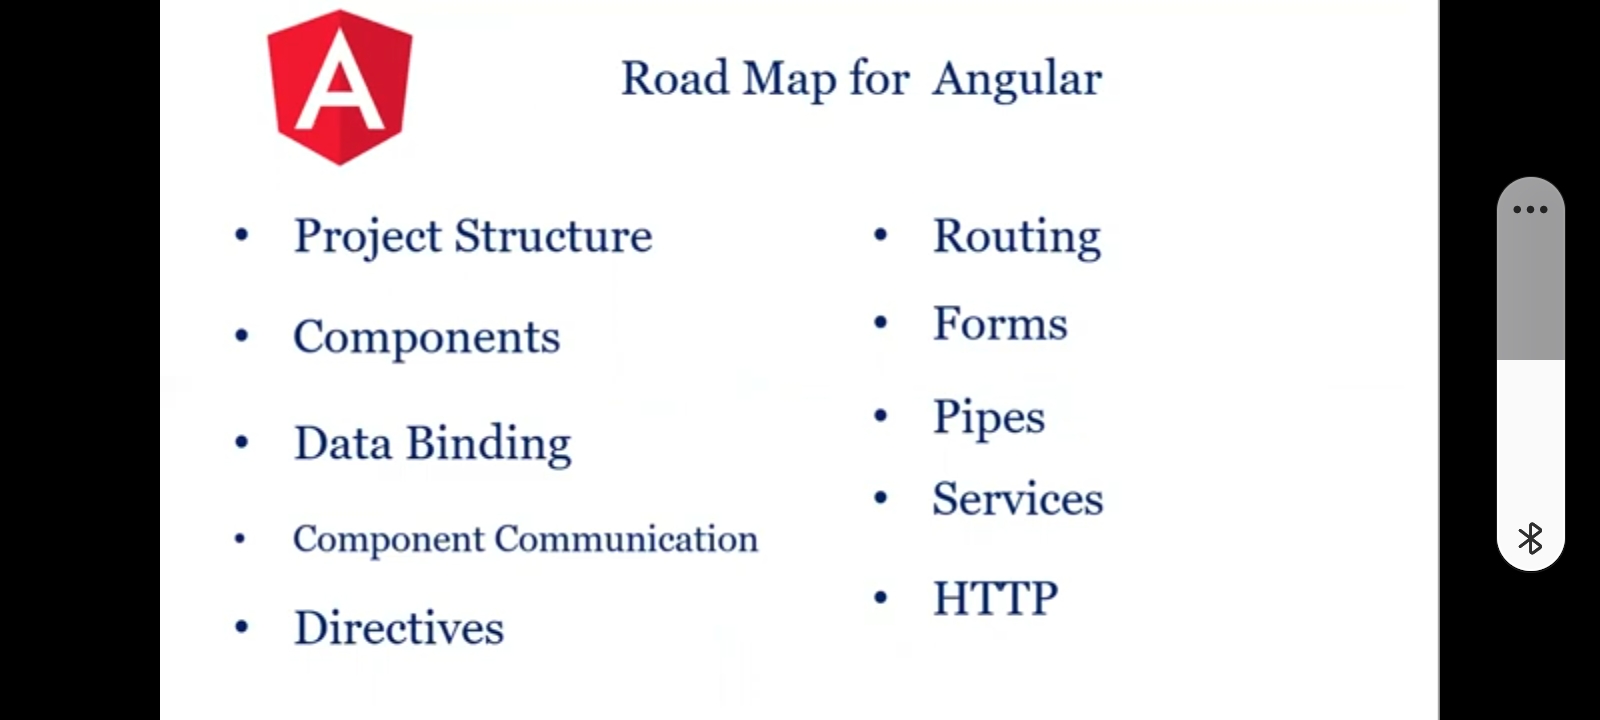 A
Road Map for Angular
• Project Structure
• Components
• Data Binding
• Component Communication
• Directives
• Routing
• Forms
• Pipes
• Services
• HTTP